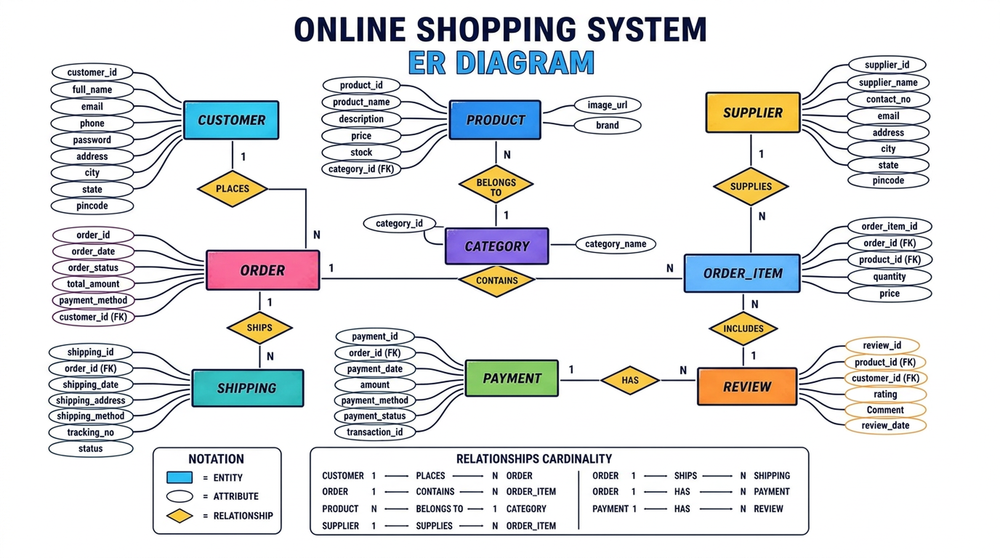 ONLINE SHOPPING SYSTEM
ER DIAGRAM
customer_id
full_name
email
phone
password
address
city
state
pincode
CUSTOMER
1
PLACES
N
product_id
product_name
description
price
stock
category_id (FK)
PRODUCT
image_url
brand
N
BELONGS
TO
1
category_id
CATEGORY
category_name
supplier_id
supplier_name
contact_no
email
address
city
state
pincode
SUPPLIER
1
SUPPLIES
N
order_id
order_date
order_status
total_amount
payment_method
customer_id (FK)
ORDER
1
CONTAINS
N
ORDER_ITEM
order_item_id
order_id (FK)
product_id (FK)
quantity
price
1
SHIPS
N
N
INCLUDES
1
shipping_id
order_id (FK)
shipping_date
shipping_address
shipping_method
tracking_no
status
SHIPPING
payment_id
order_id (FK)
payment_date
amount
payment_method
payment_status
transaction_id
PAYMENT
1
HAS
N
REVIEW
review_id
product_id (FK)
customer_id (FK)
rating
Comment
review_date
NOTATION
= ENTITY
= ATTRIBUTE
= RELATIONSHIP
RELATIONSHIPS CARDINALITY
CUSTOMER 1 PLACES N ORDER
ORDER 1 CONTAINS N ORDER_ITEM
PRODUCT N BELONGS TO 1 CATEGORY
SUPPLIER 1 SUPPLIES N ORDER_ITEM
ORDER 1 SHIPS N SHIPPING
ORDER 1 HAS N PAYMENT
PAYMENT 1 HAS N REVIEW